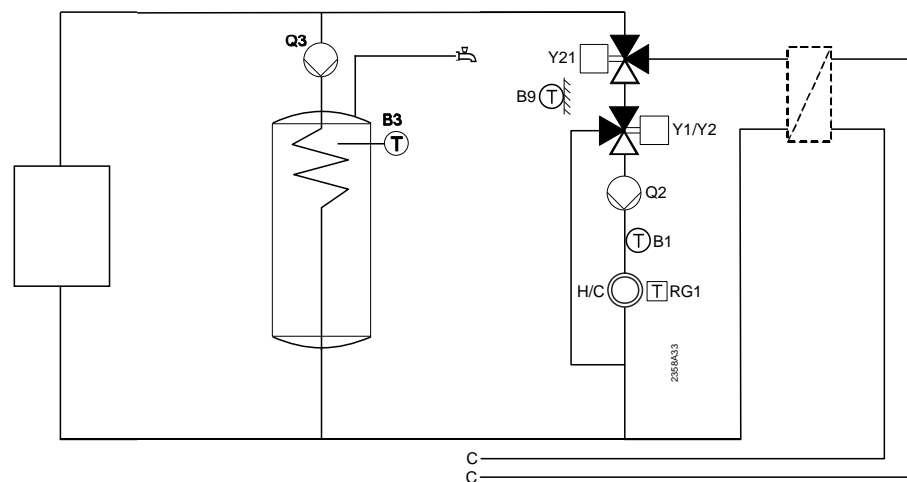 Q3
Y21
B9 T
B3
T
Y1/Y2
Q2
T B1
H/C T RG1
2358A33
C
C